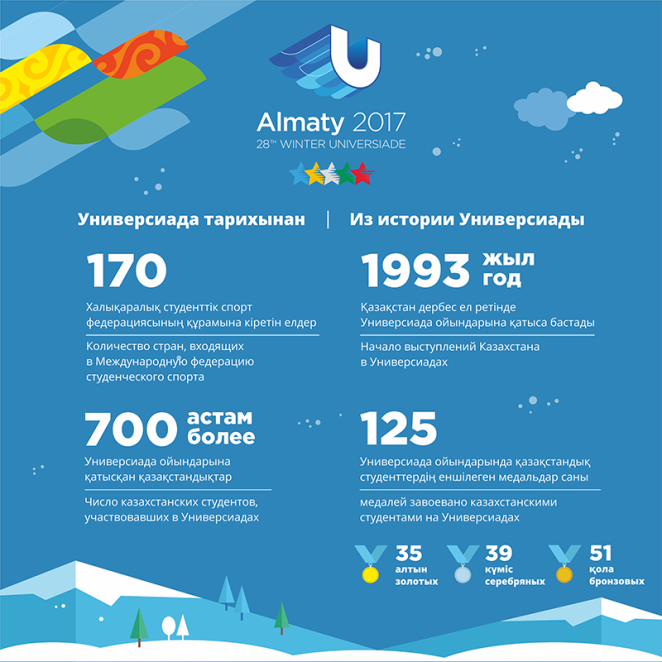 U
Almaty 2017
28TH WINTER UNIVERSIADE
Универсиада тарихынан | Из истории Универсиады
170
Халықаралық студенттік спорт
федерациясының құрамына кіретін елдер
Количество стран, входящих
в Международную федерацию
студенческого спорта
1993 жыл
год
Қазақстан дербес ел ретінде
Универсиада ойындарына қатыса бастады
Начало выступлений Казахстана
в Универсиадах
700 астам
более
Универсиада ойындарына
қатысқан қазақстандықтар
Число казахстанских студентов,
участвовавших в Универсиадах
125
Универсиада ойындарында қазақстандық
студенттердің еншілеген медальдар саны
медалей завоевано казахстанскими
студентами на Универсиадах
35
алтын
золотых
39
күміс
серебряных
51
қола
бронзовых